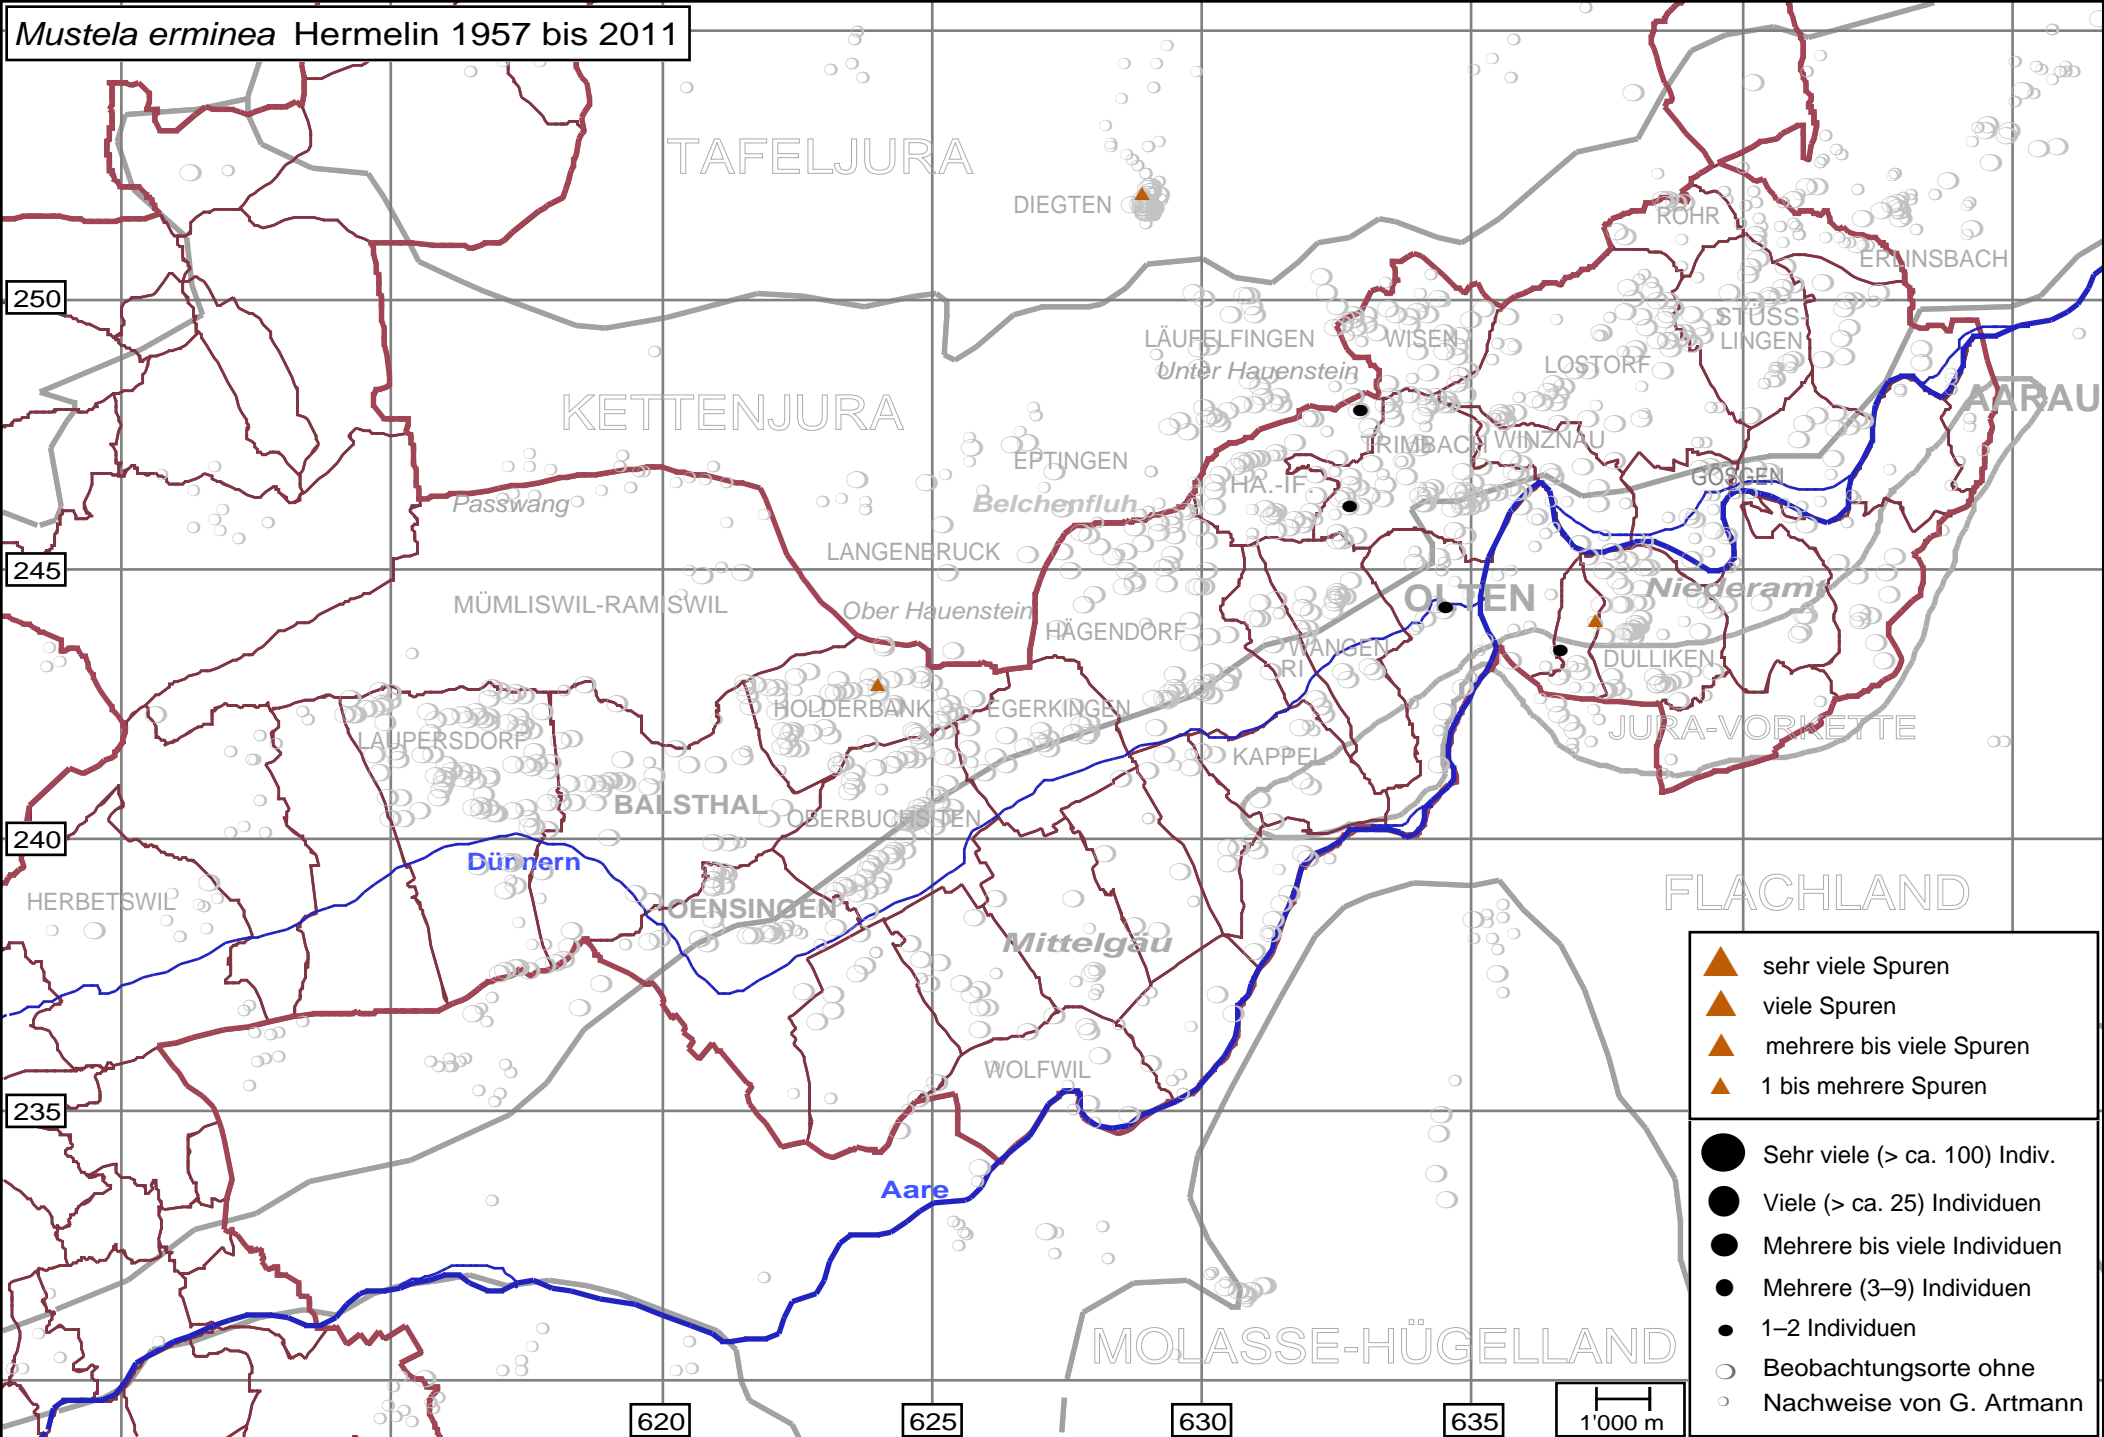 Mustela erminea Hermelin 1957 bis 2011
TAFELJURA
DIEGTEN
ROHR
ERLINSBACH
250
STÜSS-
LINGEN
LÄUFELFINGEN
WISEN
Unter Hauenstein
LOSTORF
AARAU
KETTENJURA
TRIMBACH
WINZNAU
EPTINGEN
GÖSGEN
HA.-IF.
Passwang
Belchenfluh
LANGENBRUCK
245
Niederamt
MÜMLISWIL-RAMISWIL
OLTEN
Ober Hauenstein
HÄGENDORF
WANGEN
RI
DULLIKEN
HOLDERBANK
EGERKINGEN
LAUPERSDORF
JURA-VORKETTE
KAPPEL
BALSTHAL
OBERBUCHSITEN
240
Dünnern
HERBETSWIL
OENSINGEN
FLACHLAND
Mittelgäu
WOLFWIL
235
Aare
MOLASSE-HÜGELLAND
sehr viele Spuren
viele Spuren
mehrere bis viele Spuren
1 bis mehrere Spuren
Sehr viele (> ca. 100) Indiv.
Viele (> ca. 25) Individuen
Mehrere bis viele Individuen
Mehrere (3–9) Individuen
1–2 Individuen
Beobachtungsorte ohne
Nachweise von G. Artmann
620
625
630
635
1'000 m